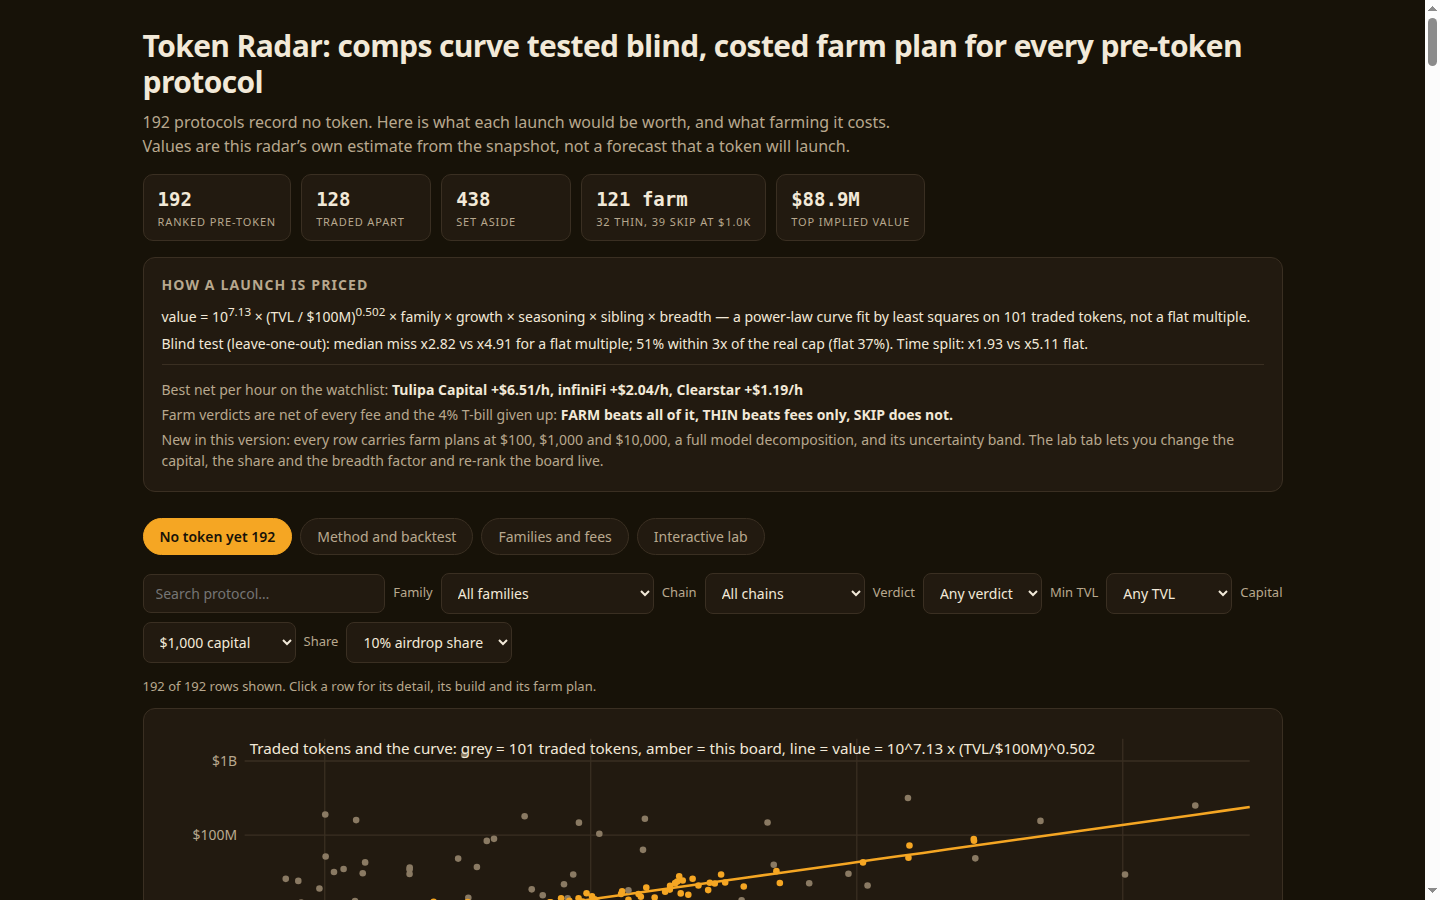 Token Radar: comps curve tested blind, costed farm plan for every pre-token
protocol
192 protocols record no token. Here is what each launch would be worth, and what farming it costs.
Values are this radar’s own estimate from the snapshot, not a forecast that a token will launch.
192
RANKED PRE-TOKEN
128
TRADED APART
438
SET ASIDE
121 farm
32 THIN, 39 SKIP AT $1.0K
$88.9M
TOP IMPLIED VALUE
HOW A LAUNCH IS PRICED
value = 10^7.13 × (TVL / $100M)^0.502 × family × growth × seasoning × sibling × breadth — a power-law curve fit by least squares on 101 traded tokens, not a flat multiple.
Blind test (leave-one-out): median miss x2.82 vs x4.91 for a flat multiple; 51% within 3x of the real cap (flat 37%). Time split: x1.93 vs x5.11 flat.
Best net per hour on the watchlist: Tulipa Capital +$6.51/h, infiniFi +$2.04/h, Clearstar +$1.19/h
Farm verdicts are net of every fee and the 4% T-bill given up: FARM beats all of it, THIN beats fees only, SKIP does not.
New in this version: every row carries farm plans at $100, $1,000 and $10,000, a full model decomposition, and its uncertainty band. The lab tab lets you change the
capital, the share and the breadth factor and re-rank the board live.
No token yet 192
Method and backtest
Families and fees
Interactive lab
Search protocol...
Family
All families
Chain
All chains
Verdict
Any verdict
Min TVL
Any TVL
Capital
$1,000 capital
Share
10% airdrop share
192 of 192 rows shown. Click a row for its detail, its build and its farm plan.
Traded tokens and the curve: grey = 101 traded tokens, amber = this board, line = value = 10^7.13 x (TVL/$100M)^0.502
$1B
$100M